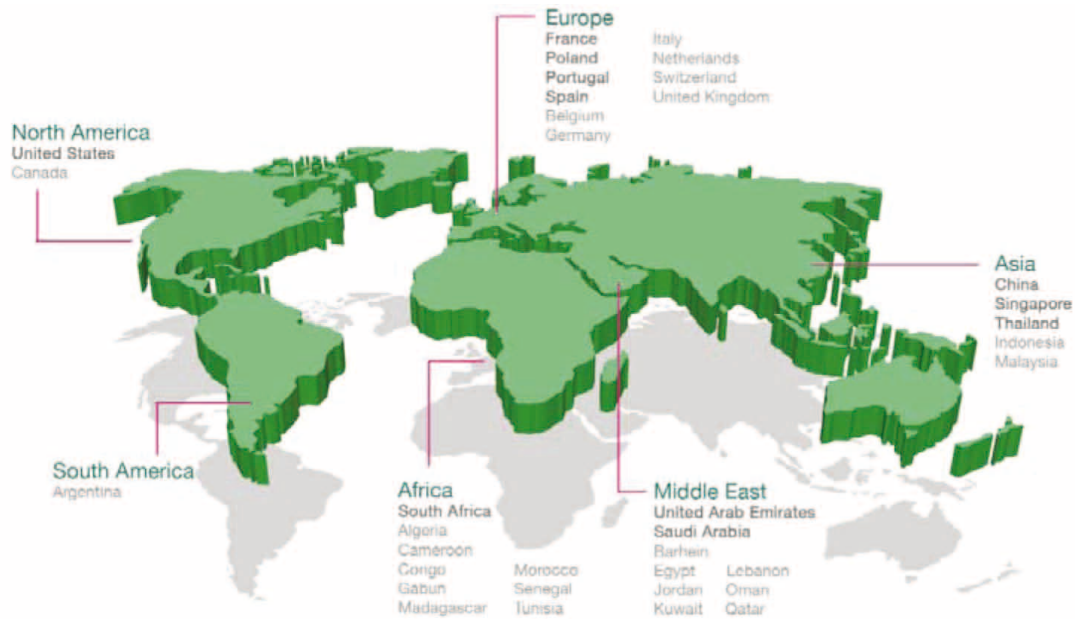 Europe
France Italy
Poland Netherlands
Portugal Switzerland
Spain United Kingdom
Belgium
Germany
North America
United States
Canada
Asia
China
Singapore
Thailand
Indonesia
Malaysia
South America
Argentina
Africa
South Africa
Algeria
Cameroon
Congo Morocco
Gabun Senegal
Madagascar Tunisia
Middle East
United Arab Emirates
Saudi Arabia
Barhein
Egypt Lebanon
Jordan Oman
Kuwait Qatar